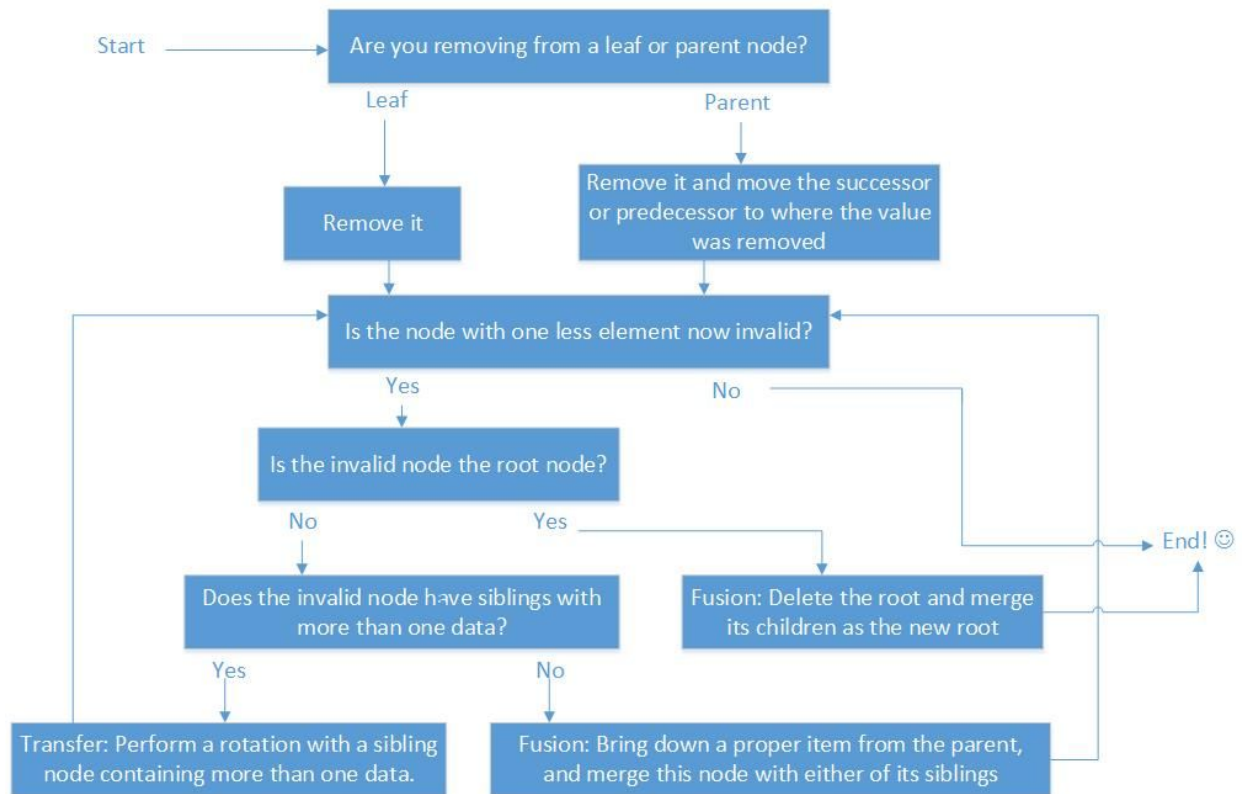 Start
Are you removing from a leaf or parent node?
Leaf
Parent
Remove it
Remove it and move the successor
or predecessor to where the value
was removed
Is the node with one less element now invalid?
Yes
No
Is the invalid node the root node?
No
Yes
End! ☺
Does the invalid node have siblings with
more than one data?
Fusion: Delete the root and merge
its children as the new root
Yes
No
Transfer: Perform a rotation with a sibling
node containing more than one data.
Fusion: Bring down a proper item from the parent,
and merge this node with either of its siblings